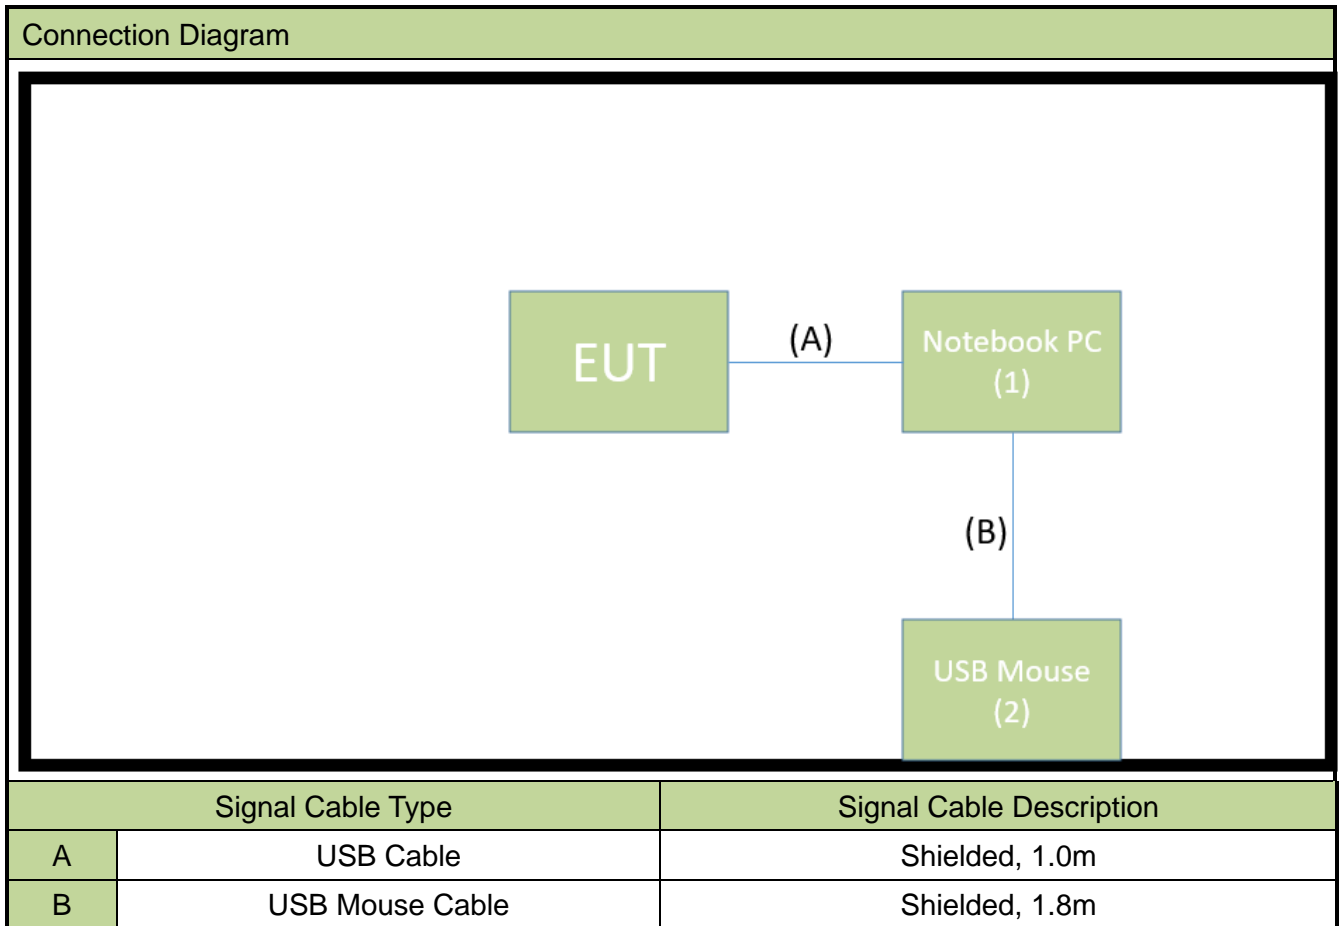 Connection Diagram
EUT
(A)
Notebook PC
(1)
(B)
USB Mouse
(2)
Signal Cable Type Signal Cable Description
A USB Cable Shielded, 1.0m
B USB Mouse Cable Shielded, 1.8m